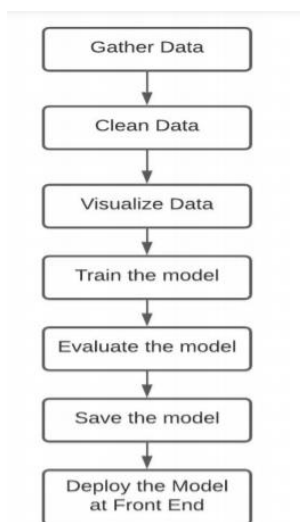 Gather Data
Clean Data
Visualize Data
Train the model
Evaluate the model
Save the model
Deploy the Model
at Front End